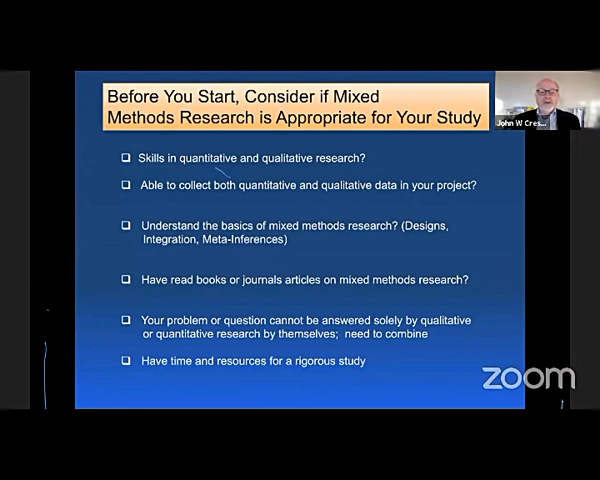 Before You Start, Consider if Mixed
Methods Research is Appropriate for Your Study
John W Cres...
❑ Skills in quantitative and qualitative research?
❑ Able to collect both quantitative and qualitative data in your project?
❑ Understand the basics of mixed methods research? (Designs,
Integration, Meta-Inferences)
❑ Have read books or journals articles on mixed methods research?
❑ Your problem or question cannot be answered solely by qualitative
or quantitative research by themselves; need to combine
❑ Have time and resources for a rigorous study
zoom